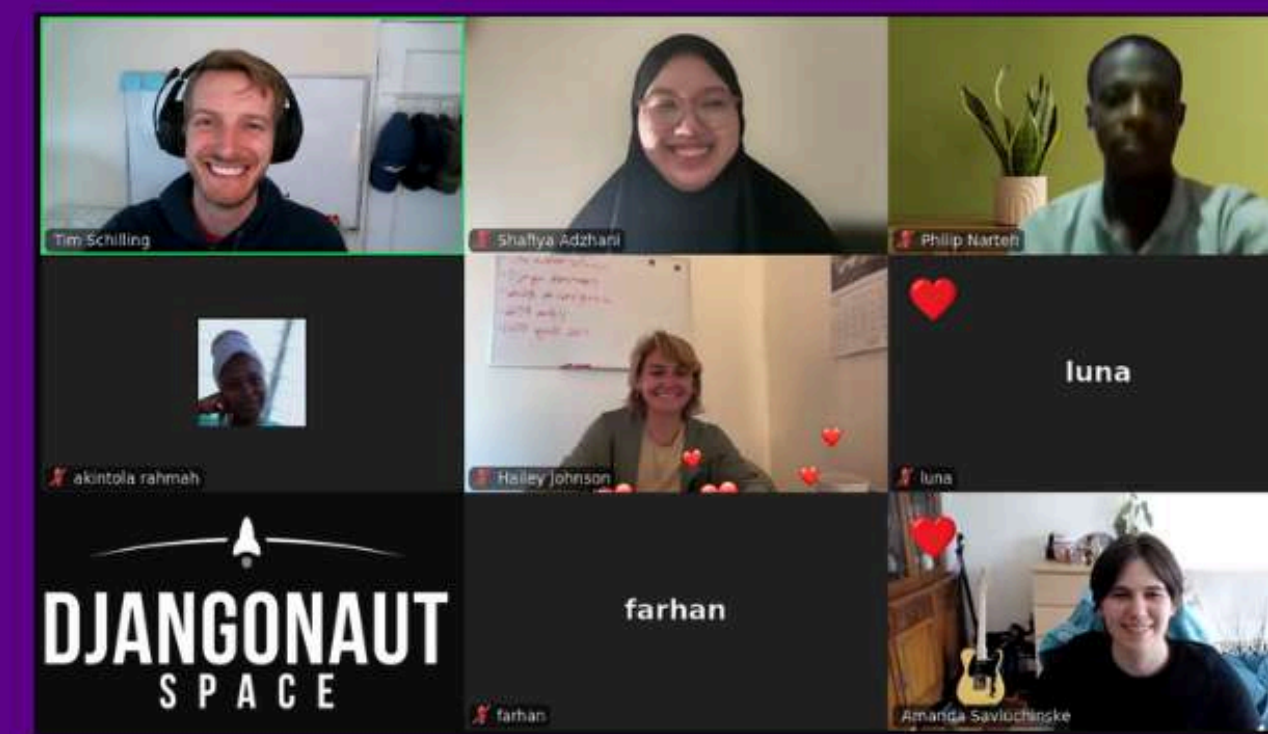 Tim Schilling
Shafiya Adzhani
Philip Narteh
akintola rahmah
Hailey Johnson
luna
luna
DJANGONAUT
SPACE
farhan
farhan
Amanda Savluchinske